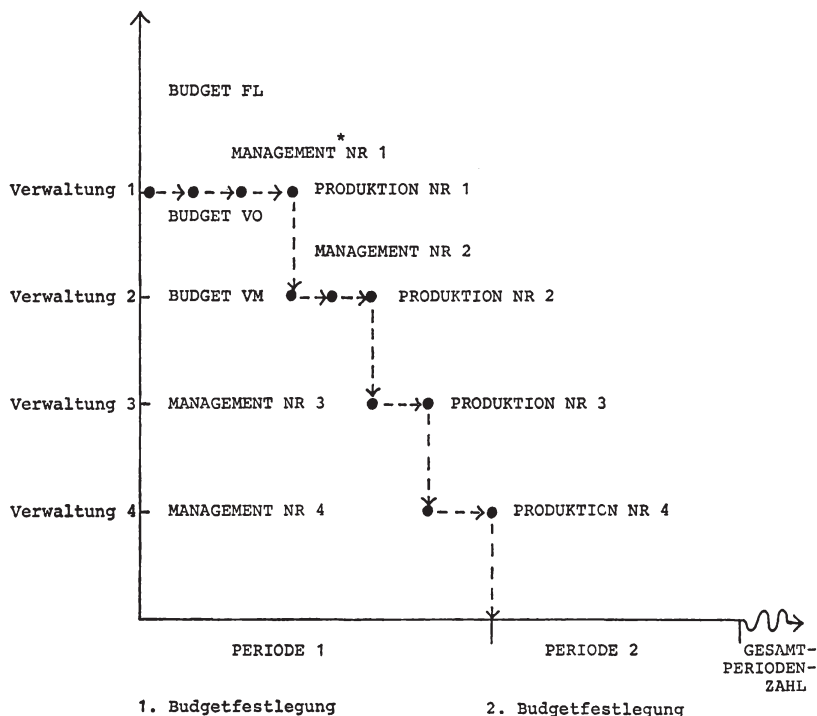 BUDGET FL
*
MANAGEMENT NR 1
Verwaltung 1 PRODUKTION NR 1
BUDGET VO
MANAGEMENT NR 2
Verwaltung 2 BUDGET VM PRODUKTION NR 2
Verwaltung 3 MANAGEMENT NR 3 PRODUKTION NR 3
Verwaltung 4 MANAGEMENT NR 4 PRODUKTION NR 4
PERIODE 1 PERIODE 2 GESAMT-
PERIODEN-
ZAHL
1. Budgetfestlegung 2. Budgetfestlegung